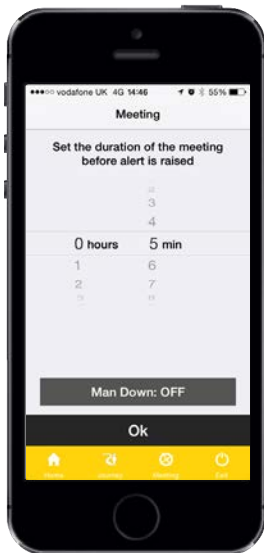 vodafone UK 4G 14:46 55%
Meeting
Set the duration of the meeting
before alert is raised
3
4
0 hours 5 min
1 6
2 7
Man Down: OFF
Ok
Home Journey Meeting Exit